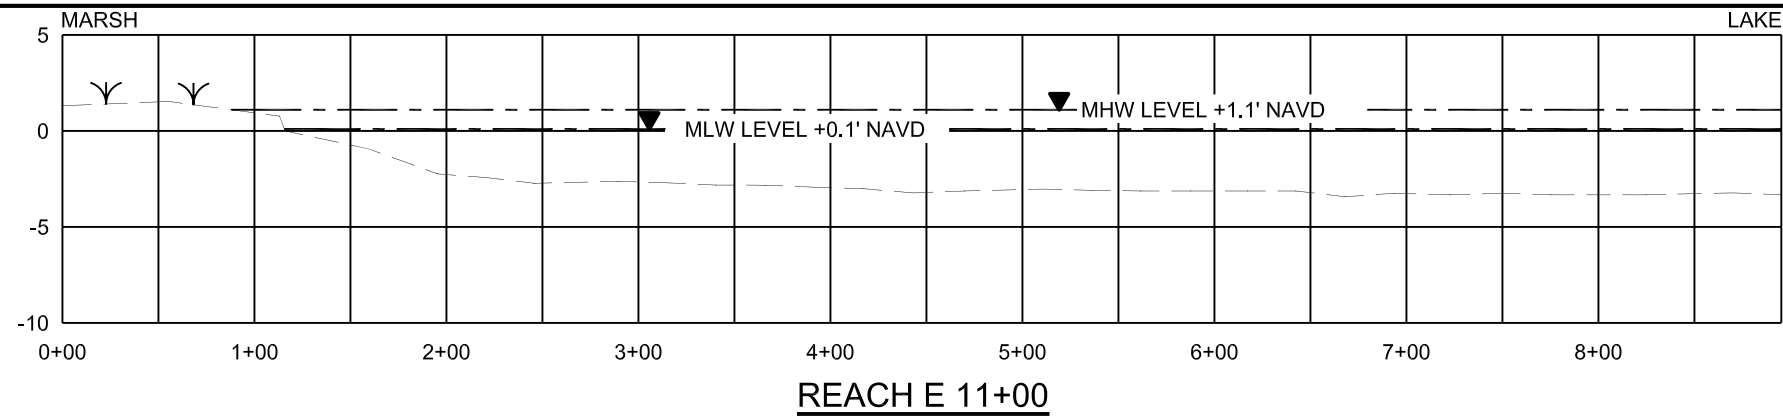 MARSH LAKE
5
MHW LEVEL +1.1' NAVD
0
MLW LEVEL +0.1' NAVD
-5
-10
0+00 1+00 2+00 3+00 4+00 5+00 6+00 7+00 8+00
REACH E 11+00